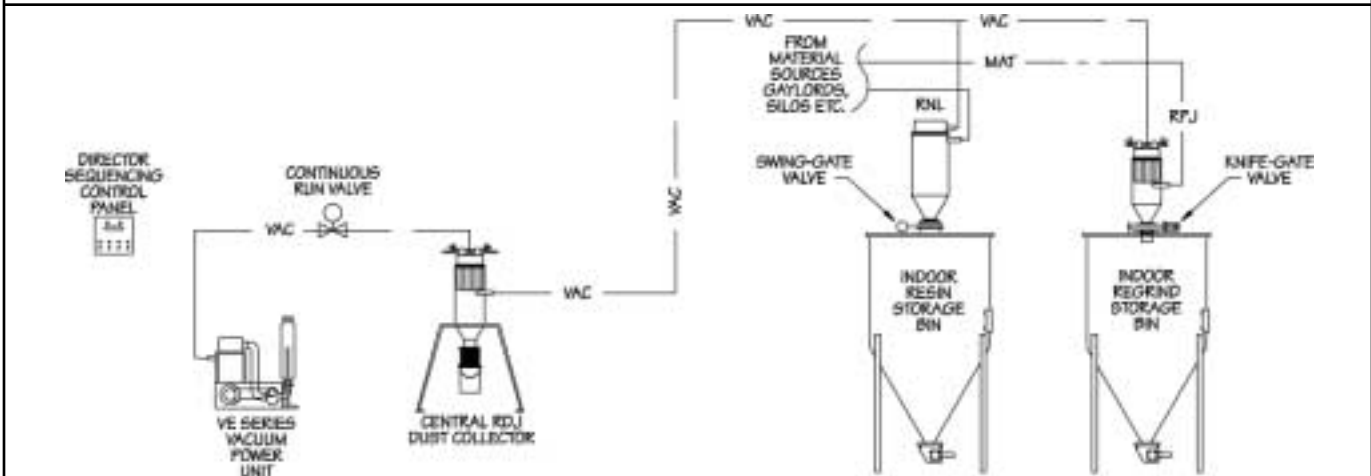 DIRECTOR
SEQUENCING
CONTROL
PANEL
CONTINUOUS
RUN VALVE
VAC
VE SERIES
VACUUM
POWER
UNIT
CENTRAL RDJ
DUST COLLECTOR
VAC
VAC
VAC
VAC
FROM
MATERIAL
SOURCES
GAYLORDS,
SILOS ETC.
MAT
RNL
RPJ
SWING-GATE
VALVE
KNIFE-GATE
VALVE
INDOOR
RESIN
STORAGE
BIN
INDOOR
REGRIND
STORAGE
BIN